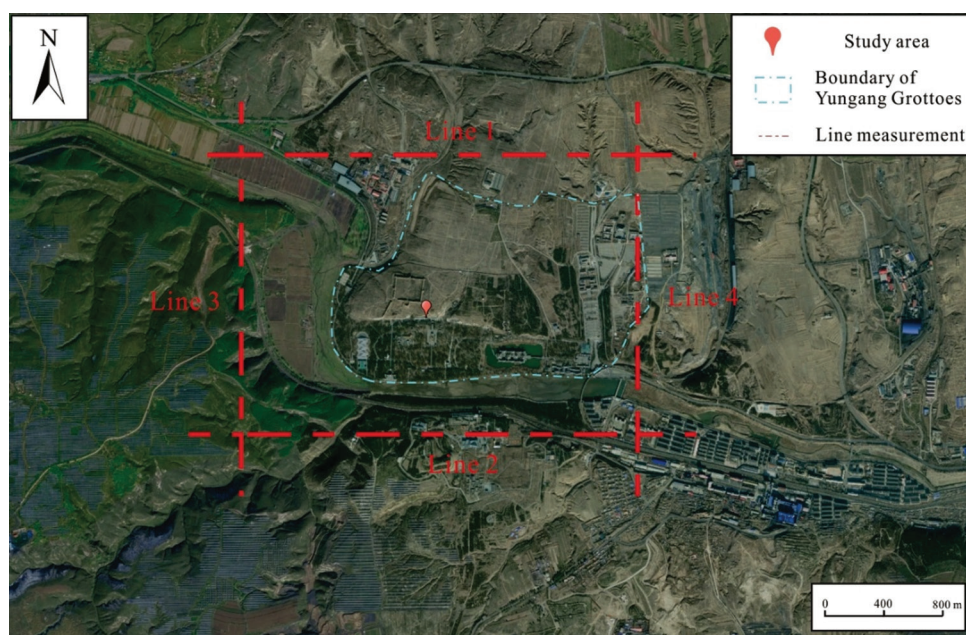 N
Study area
Boundary of
Yungang Grottoes
Line measurement
Line 1
Line 3
Line 4
Line 2
0 400 800 m